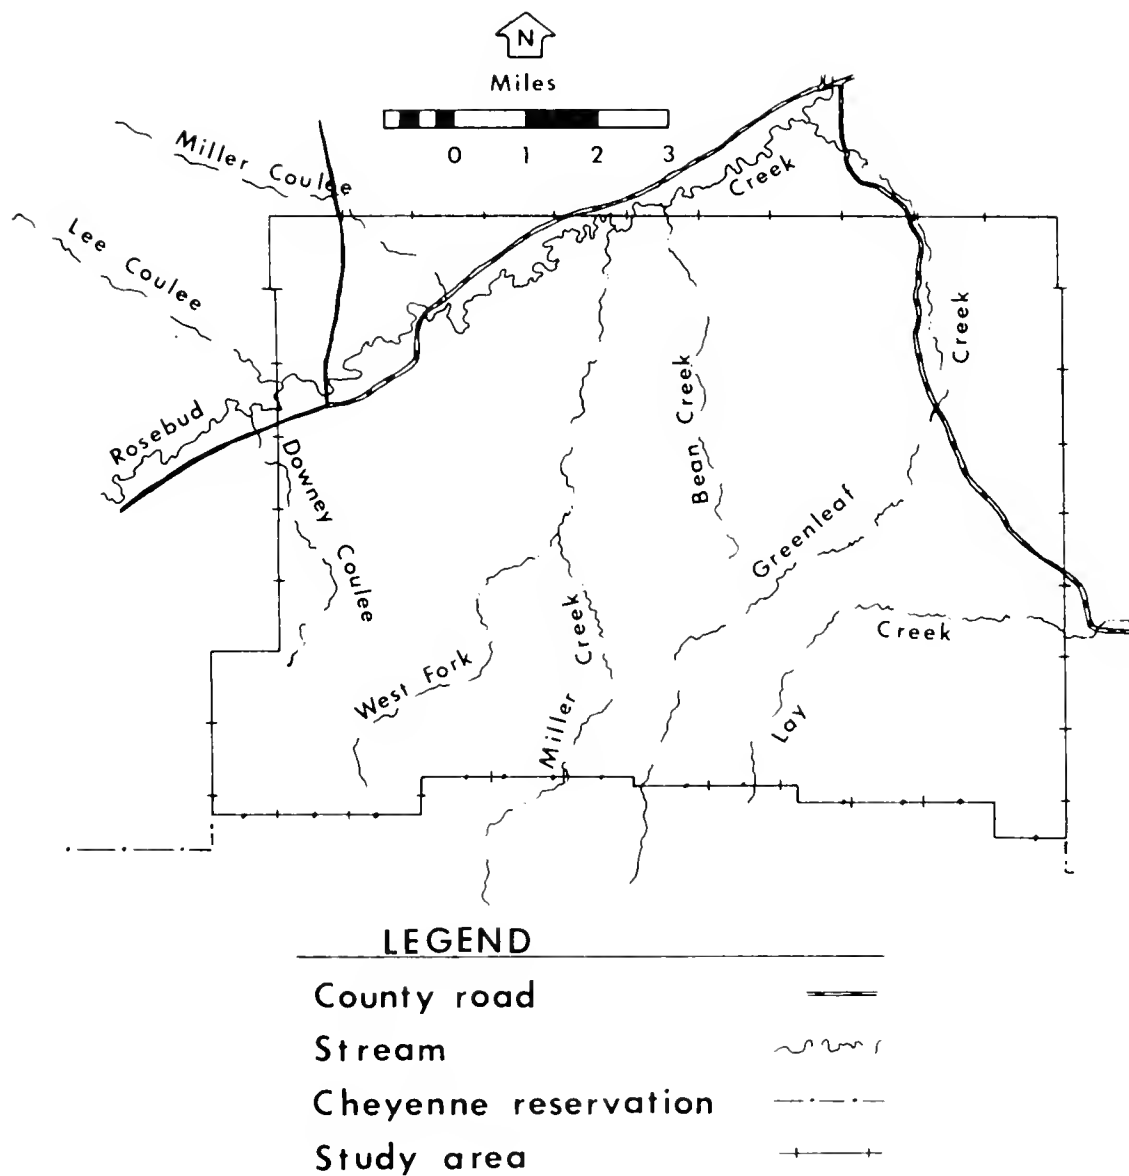 N
Miles
0 1 2 3
Miller Coulee
Lee Coulee
Rosebud
Creek
Downey Coulee
Bean Creek
Creek
Greenleaf
Creek
West Fork
Miller Creek
Lay
LEGEND
County road
Stream
Cheyenne reservation
Study area